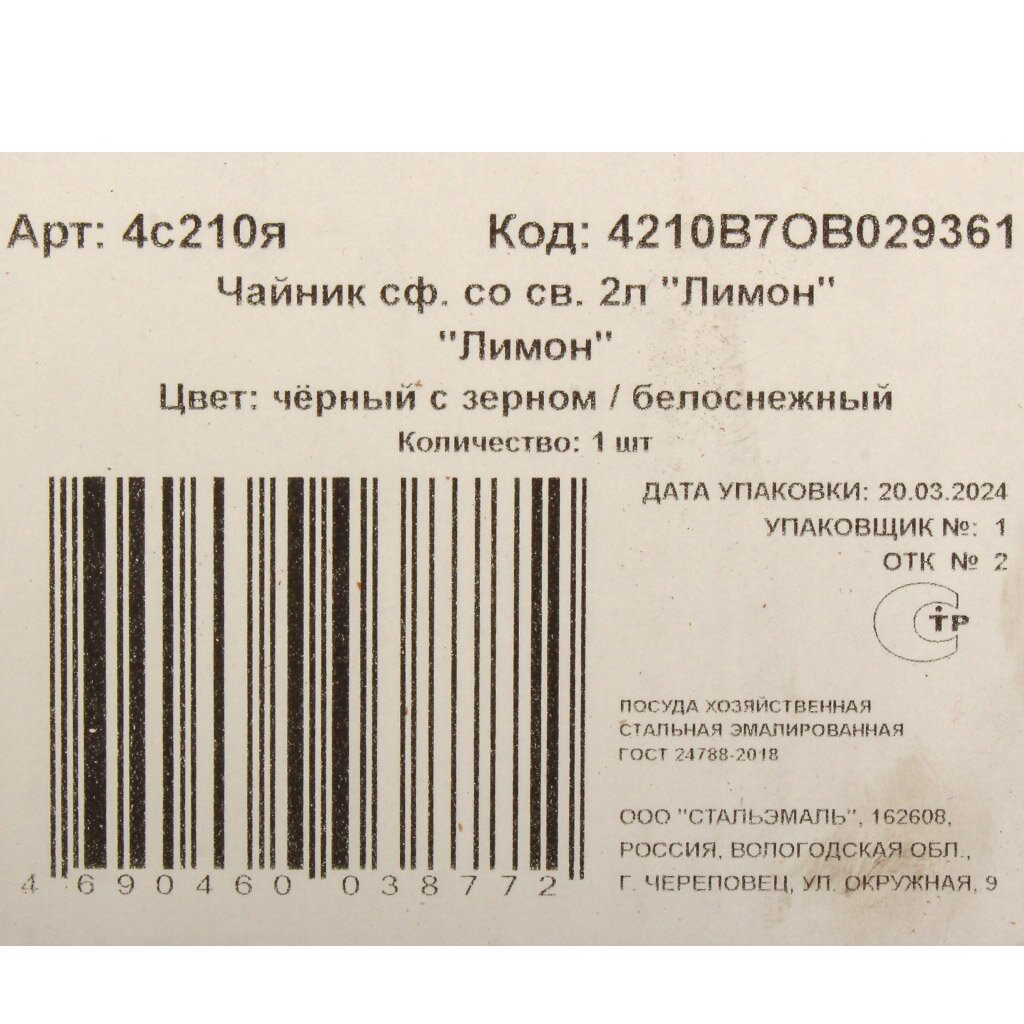 Арт: 4с210я Код: 4210В7ОВ029361
Чайник сф. со св. 2л "Лимон"
"Лимон"
Цвет: чёрный с зерном / белоснежный
Количество: 1 шт
ДАТА УПАКОВКИ: 20.03.2024
УПАКОВЩИК №: 1
ОТК № 2
СТР
ПОСУДА ХОЗЯЙСТВЕННАЯ
СТАЛЬНАЯ ЭМАЛИРОВАННАЯ
ГОСТ 24788-2018
ООО "СТАЛЬЭМАЛЬ", 162608,
РОССИЯ, ВОЛОГОДСКАЯ ОБЛ.,
Г. ЧЕРЕПОВЕЦ, УЛ. ОКРУЖНАЯ, 9
4 690460 038772